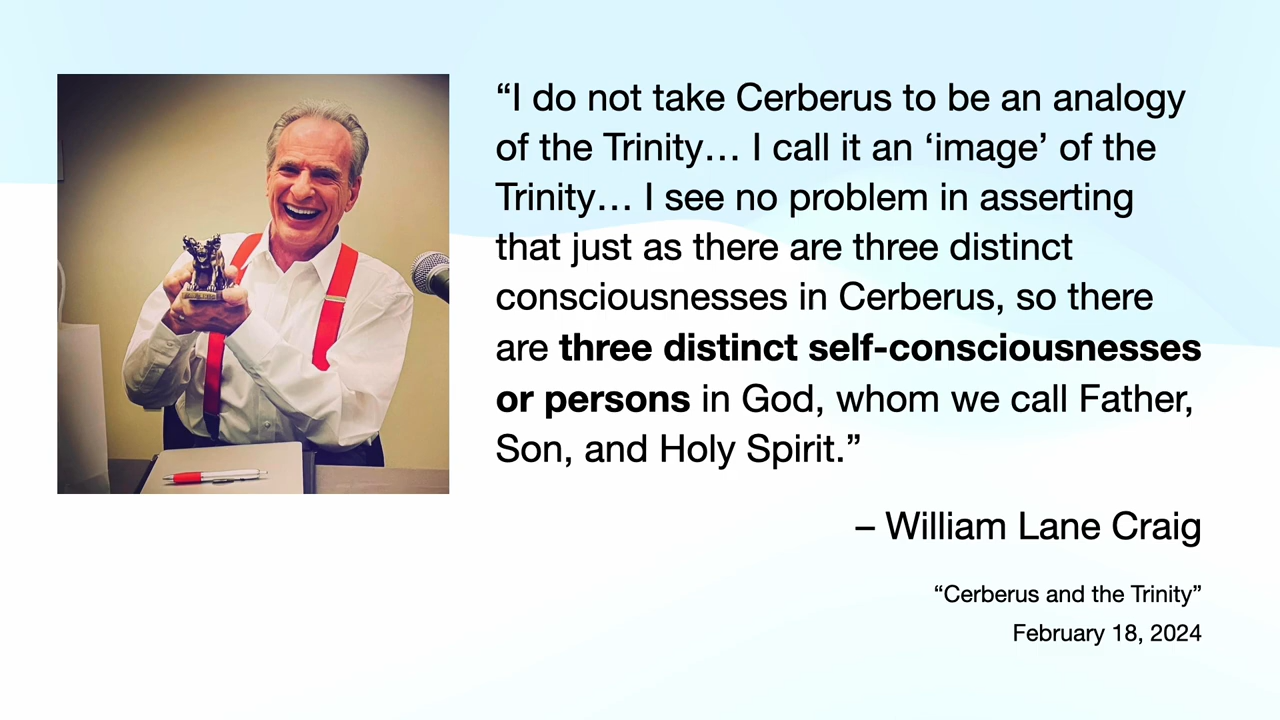 “I do not take Cerberus to be an analogy
of the Trinity… I call it an ‘image’ of the
Trinity… I see no problem in asserting
that just as there are three distinct
consciousnesses in Cerberus, so there
are three distinct self-consciousnesses
or persons in God, whom we call Father,
Son, and Holy Spirit.”
– William Lane Craig
“Cerberus and the Trinity”
February 18, 2024